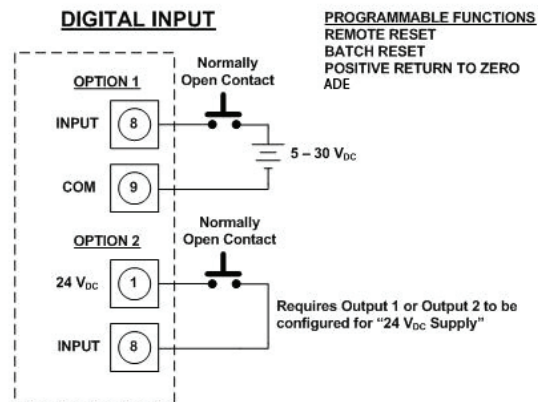 DIGITAL INPUT
PROGRAMMABLE FUNCTIONS
REMOTE RESET
BATCH RESET
POSITIVE RETURN TO ZERO
ADE
OPTION 1
Normally
Open Contact
INPUT 8
5 – 30 VDC
COM 9
OPTION 2
Normally
Open Contact
24 VDC 1
Requires Output 1 or Output 2 to be
configured for “24 VDC Supply”
INPUT 8